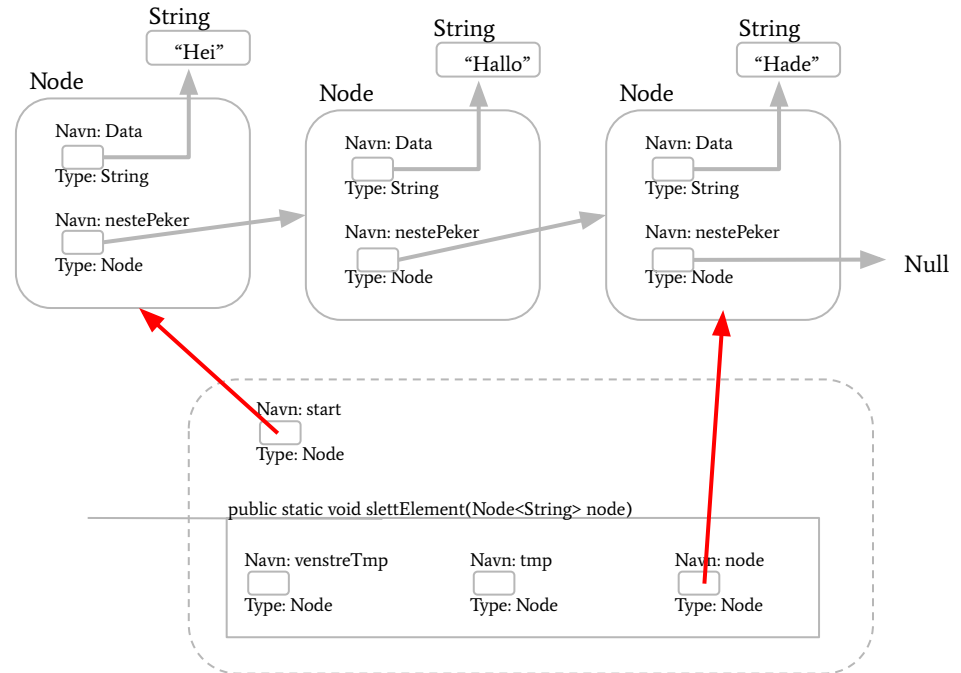 String
“Hei”
Node
Navn: Data
Type: String
Navn: nestePeker
Type: Node
String
“Hallo”
Node
Navn: Data
Type: String
Navn: nestePeker
Type: Node
String
“Hade”
Node
Navn: Data
Type: String
Navn: nestePeker
Type: Node
Null
Navn: start
Type: Node
public static void slettElement(Node<String> node)
Navn: venstreTmp
Type: Node
Navn: tmp
Type: Node
Navn: node
Type: Node